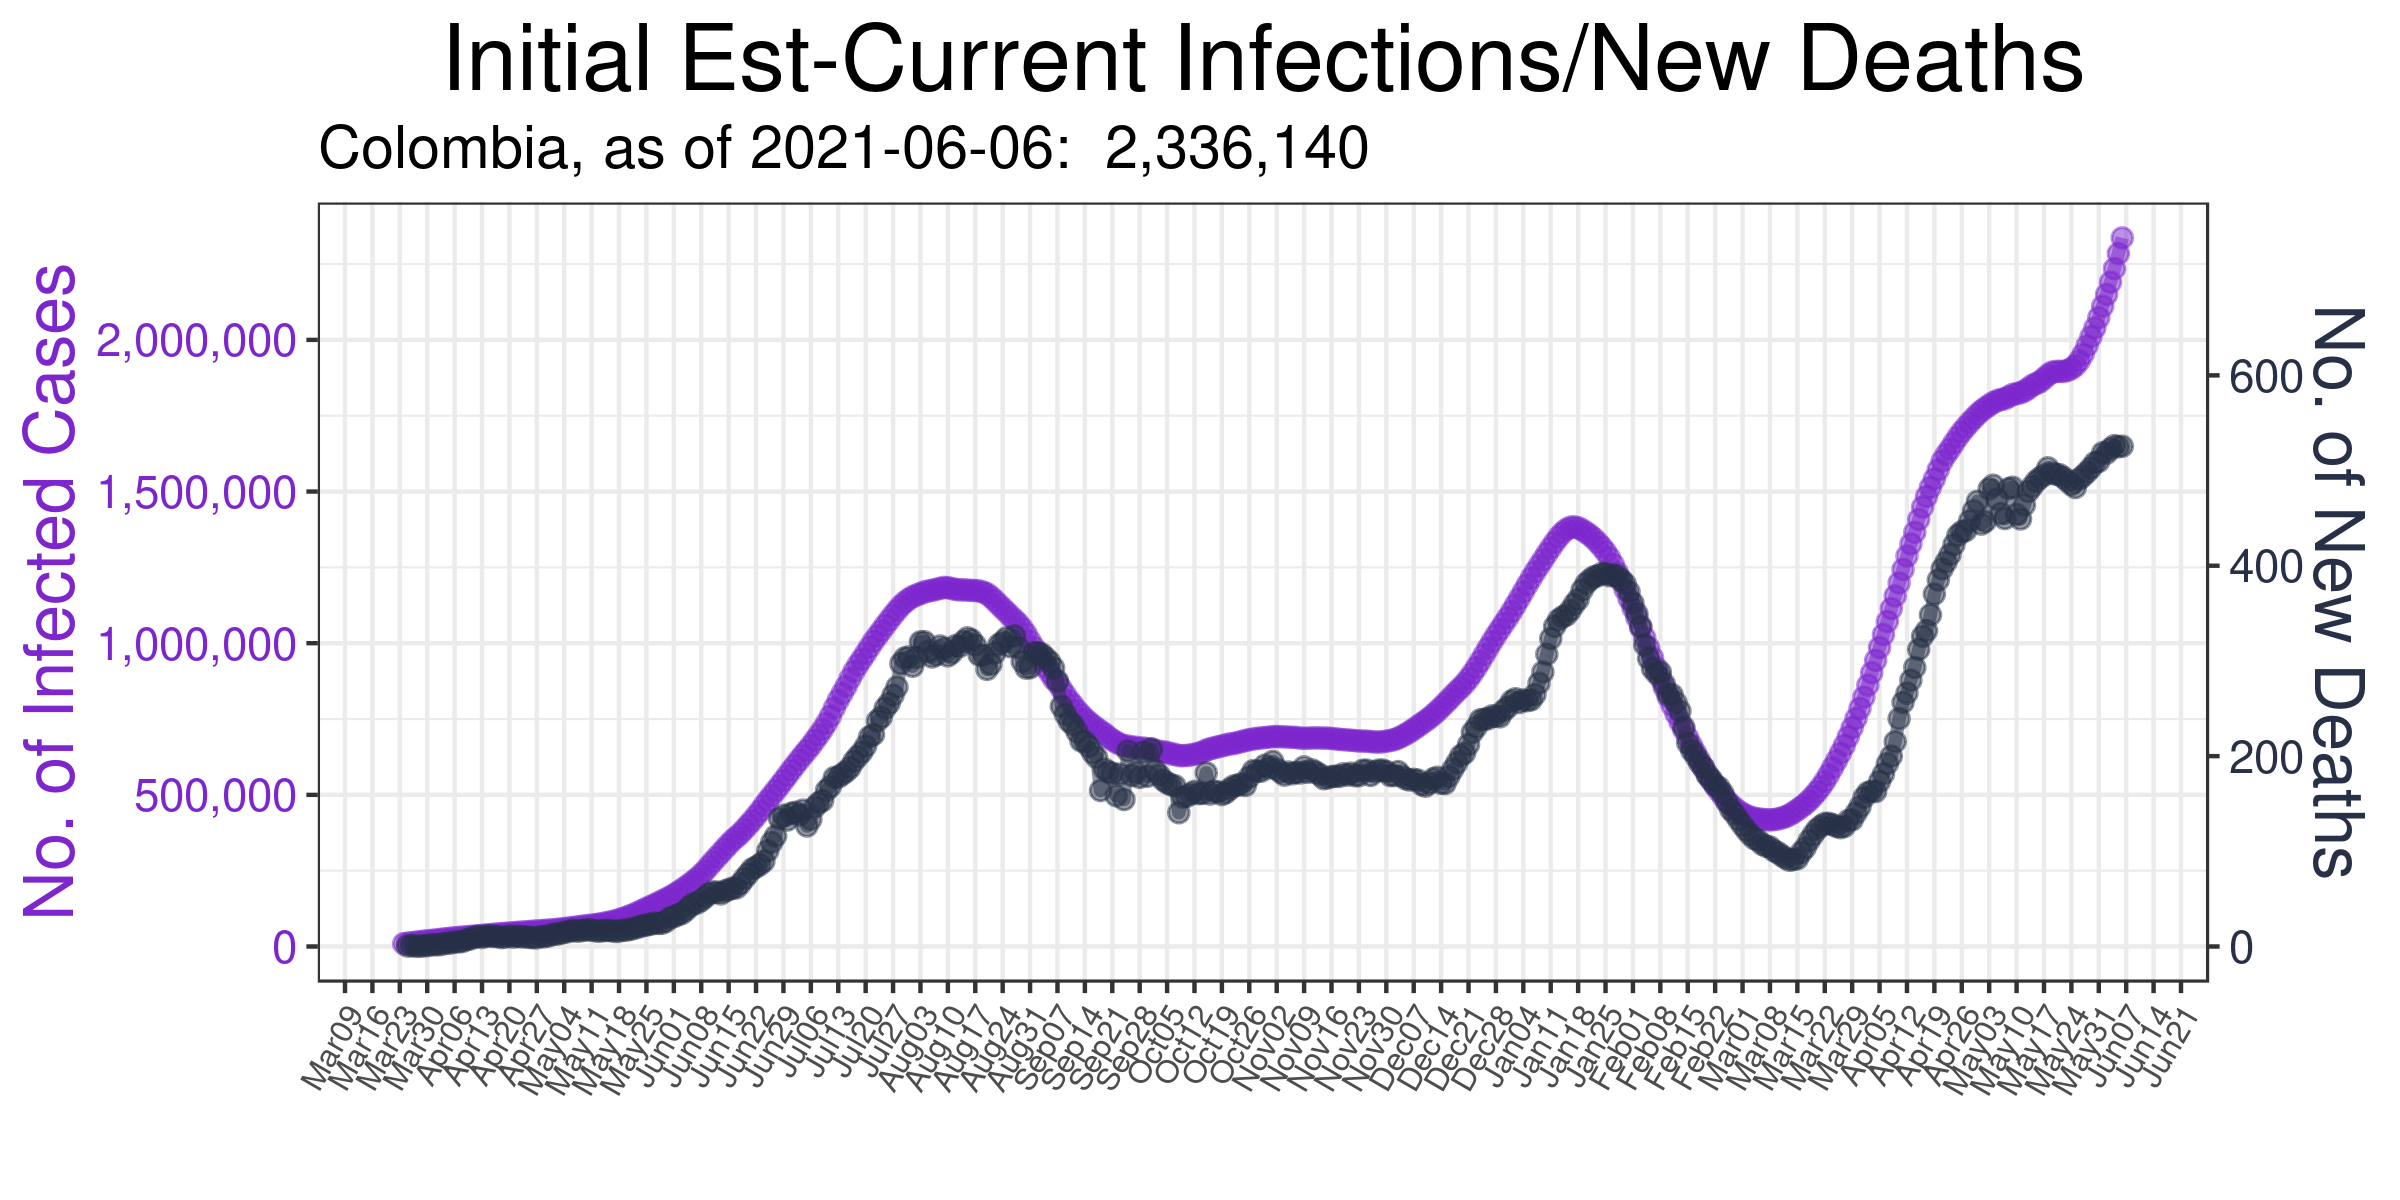 Initial Est-Current Infections/New Deaths
Colombia, as of 2021-06-06:  2,336,140
No. of Infected Cases
2,000,000
1,500,000
1,000,000
500,000
0
600
400
200
0
No. of New Deaths
Mar09
Mar16
Mar23
Mar30
Apr06
Apr13
Apr20
Apr27
May04
May11
May18
May25
Jun01
Jun08
Jun15
Jun22
Jun29
Jul06
Jul13
Jul20
Jul27
Aug03
Aug10
Aug17
Aug24
Aug31
Sep07
Sep14
Sep21
Sep28
Oct05
Oct12
Oct19
Oct26
Nov02
Nov09
Nov16
Nov23
Nov30
Dec07
Dec14
Dec21
Dec28
Jan04
Jan11
Jan18
Jan25
Feb01
Feb08
Feb15
Feb22
Mar01
Mar08
Mar15
Mar22
Mar29
Apr05
Apr12
Apr19
Apr26
May03
May10
May17
May24
May31
Jun07
Jun14
Jun21